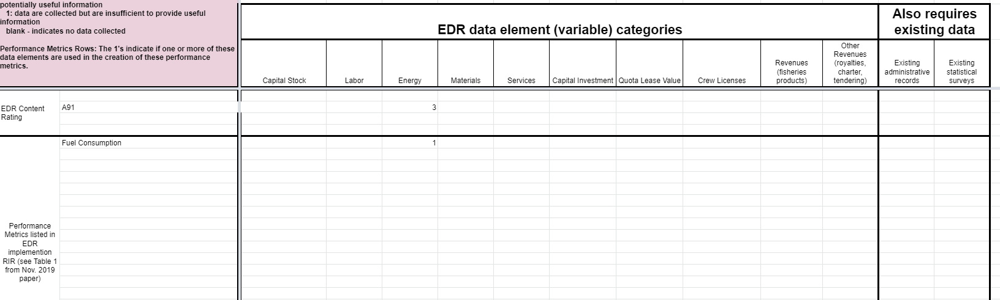 potentially useful information
1: data are collected but are insufficient to provide useful
information
blank - indicates no data collected
Performance Metrics Rows: The 1's indicate if one or more of these
data elements are used in the creation of these performance
metrics.
EDR data element (variable) categories
Also requires
existing data
Capital Stock
Labor
Energy
Materials
Services
Capital Investment
Quota Lease Value
Crew Licenses
Revenues
(fisheries
products)
Other
Revenues
(royalties,
charter,
tendering)
Existing
administrative
records
Existing
statistical
surveys
EDR Content
Rating
A91
3
Fuel Consumption
1
Performance
Metrics listed in
EDR
implemention
RIR (see Table 1
from Nov. 2019
paper)